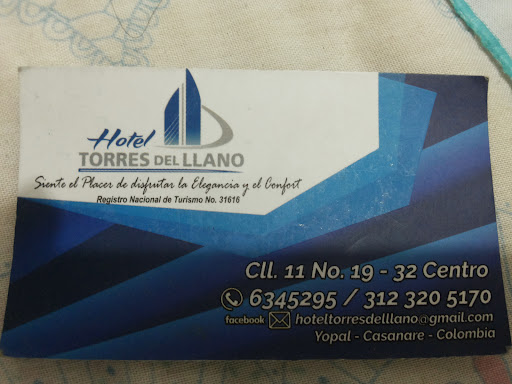 Hotel
TORRES DEL LLANO
Siente el Placer de disfrutar la Elegancia y el Confort
Registro Nacional de Turismo No. 31616
Cll. 11 No. 19 - 32 Centro
6345295 / 312 320 5170
facebook hoteltorresdelllano@gmail.com
Yopal - Casanare - Colombia